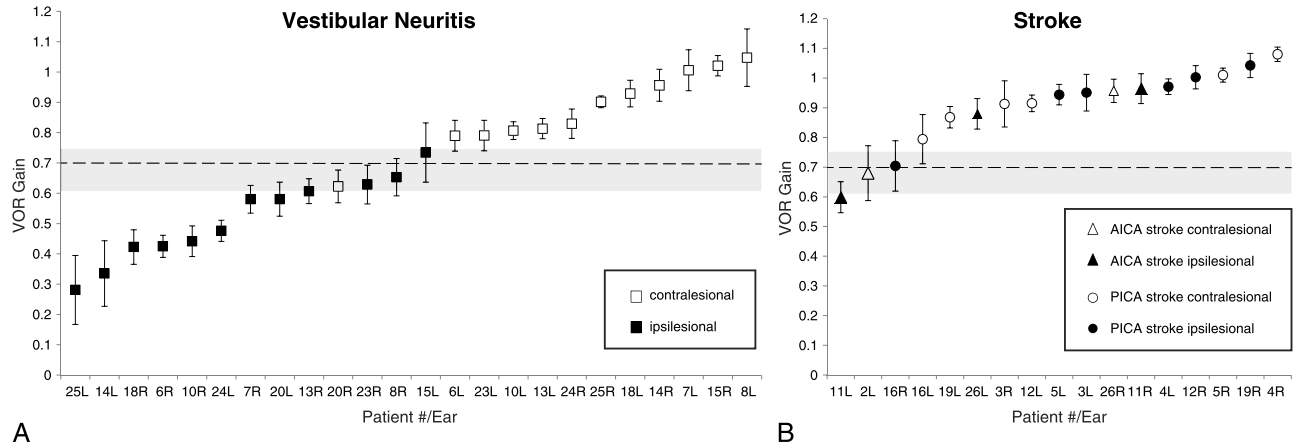 Vestibular Neuritis
1.2
1.1
1
0.9
0.8
0.7
0.6
0.5
0.4
0.3
0.2
0.1
0
VOR Gain
contralesional
ipsilesional
25L 14L 18R 6R 10R 24L 7R 20L 13R 20R 23R 8R 15L 6L 23L 10L 13L 24R 25R 18L 14R 7L 15R 8L
Patient #/Ear
A
Stroke
1.2
1.1
1
0.9
0.8
0.7
0.6
0.5
0.4
0.3
0.2
0.1
0
VOR Gain
AICA stroke contralesional
AICA stroke ipsilesional
PICA stroke contralesional
PICA stroke ipsilesional
11L 2L 16R 16L 19L 26L 3R 12L 5L 3L 26R 11R 4L 12R 5R 19R 4R
Patient #/Ear
B